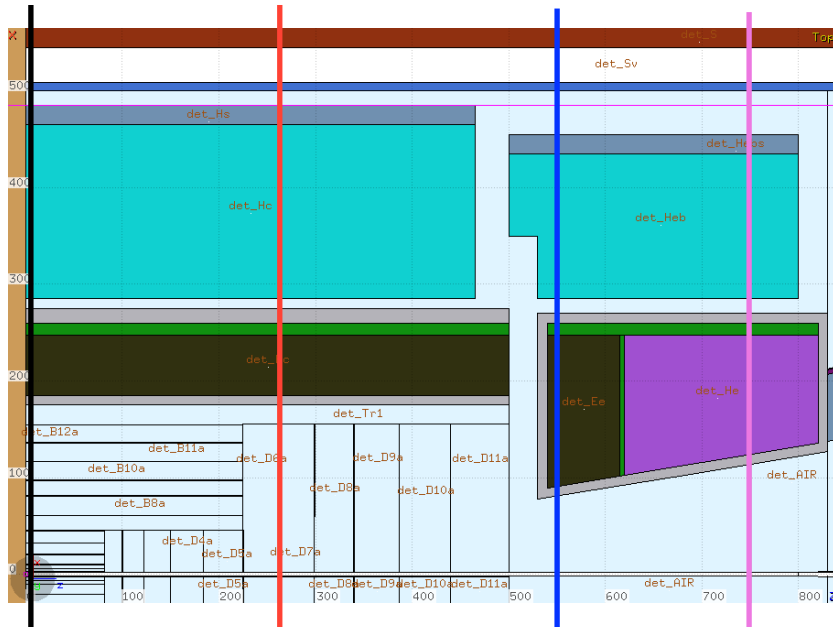 X
det_S
Top
det_Sv
500
det_Hs
det_Hebs
400
det_Hc
det_Heb
300
200
det_Ee
det_He
det_Tr1
det_B12a
det_B11a
det_D6a
det_D9a
det_D11a
det_B10a
100
det_D8a
det_D10a
det_AIR
det_B8a
det_D4a
det_D5a
det_D7a
0
z
det_D5a
det_D8a
det_D9a
det_D10a
det_D11a
det_AIR
100
200
300
400
500
600
700
800